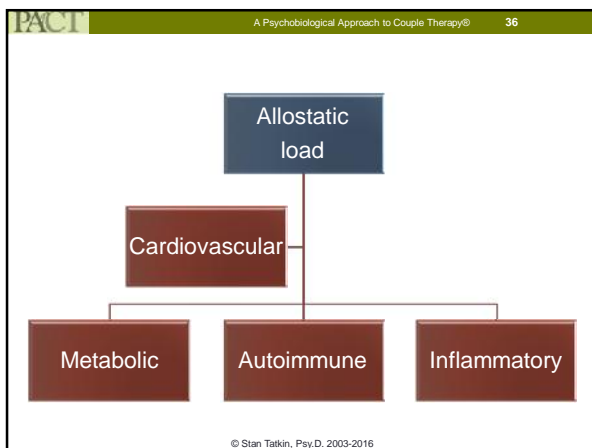 PACT
A Psychobiological Approach to Couple Therapy® 36
Allostatic
load
Cardiovascular
Metabolic Autoimmune Inflammatory
© Stan Tatkin, Psy.D. 2003-2016